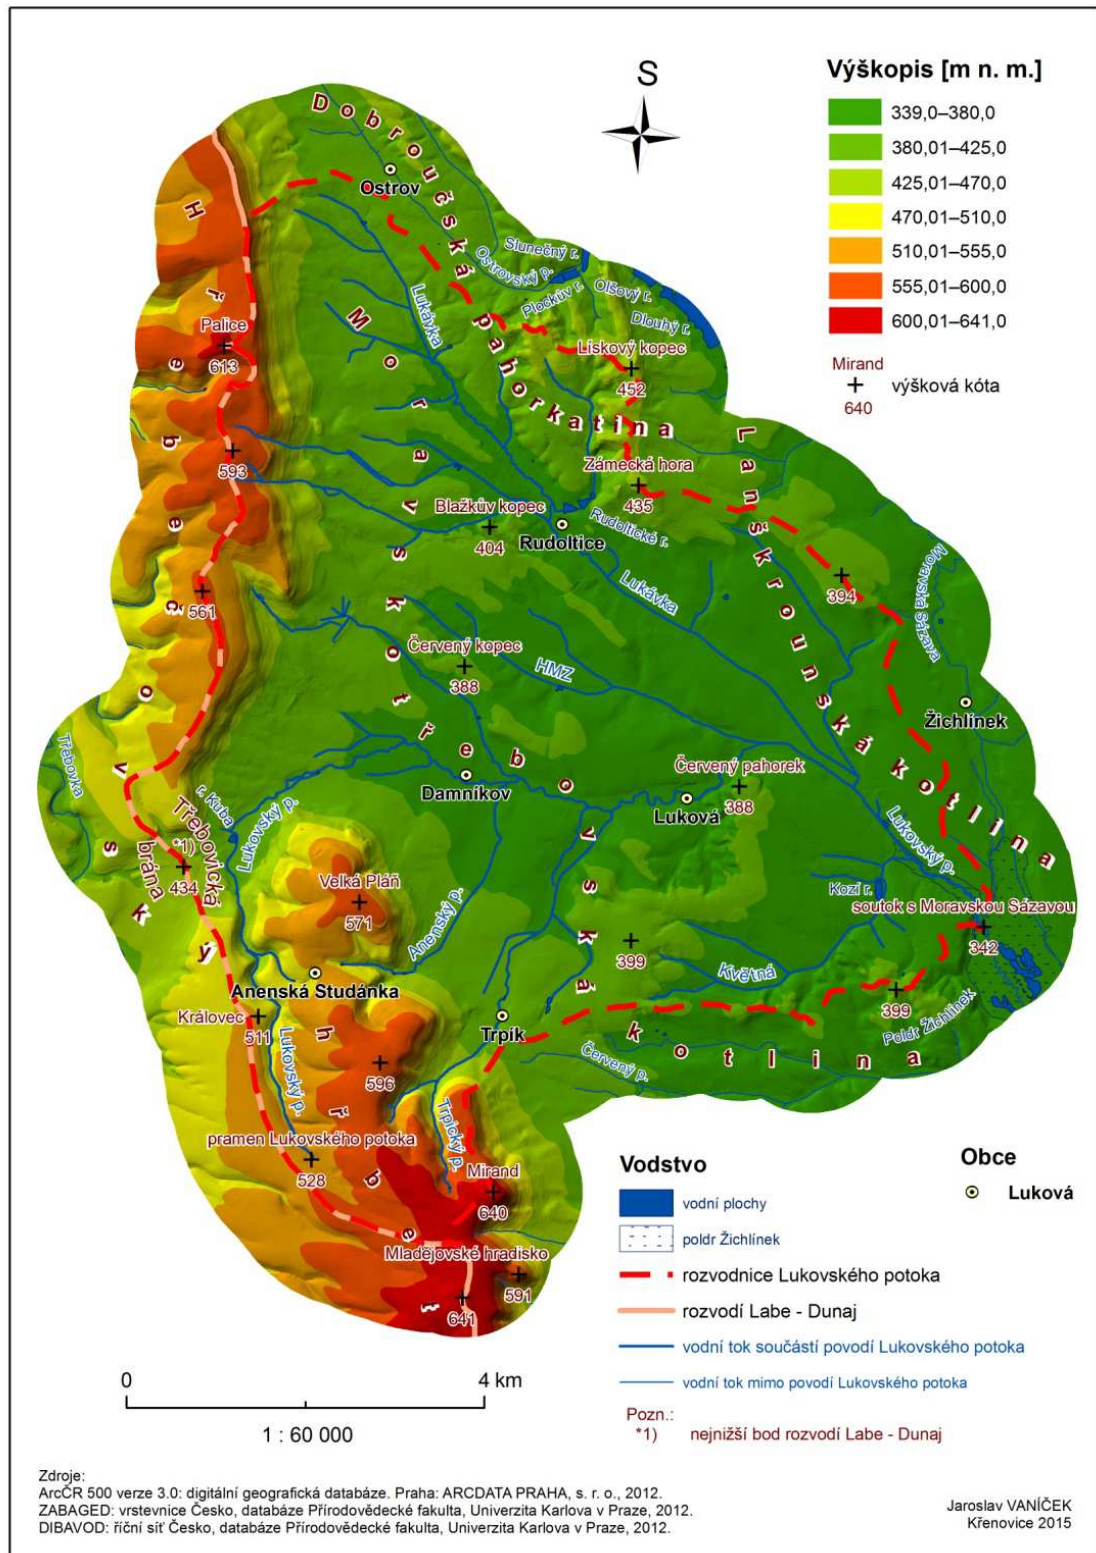 Výškopis [m n. m.]
339,0–380,0
380,01–425,0
425,01–470,0
470,01–510,0
510,01–555,0
555,01–600,0
600,01–641,0
Mirand
640
výšková kóta
S
Dobroučská pahorkatina
Ostrov
Hřebečovský hřbet
Slunečný r.
Ostrovský p.
Plockův r.
Olšový r.
Dlouhý r.
Lukávka
Moravskotřebovská kotlina
Palice
613
Lískový kopec
452
Lanškrounská kotlina
593
Zámecká hora
435
Blažkův kopec
404
Rudoltice
Rudoltické r.
Moravská Sázava
Lukávka
394
561
Červený kopec
388
HMZ
Žichlínek
Třebovka
Damníkov
Červený pahorek
388
Luková
r. Kuba
Lukovský p.
Třebovická
brána
*1)
434
Lukovský p.
Velká Pláň
571
Anenský p.
Kozí r.
soutok s Moravskou Sázavou
342
399
Květná
399
Poldr Žichlínek
Anenská Studánka
Královec
511
Trpík
Červený p.
596
Lukovský p.
Trpický p.
pramen Lukovského potoka
528
Mirand
640
Mladějovské hradisko
591
641
Vodstvo
vodní plochy
poldr Žichlínek
rozvodnice Lukovského potoka
rozvodí Labe - Dunaj
vodní tok součástí povodí Lukovského potoka
vodní tok mimo povodí Lukovského potoka
Pozn.:
*1) nejnižší bod rozvodí Labe - Dunaj
Obce
Luková
0 4 km
1 : 60 000
Zdroje:
ArcČR 500 verze 3.0: digitální geografická databáze. Praha: ARCDATA PRAHA, s. r. o., 2012.
ZABAGED: vrstevnice Česko, databáze Přírodovědecké fakulta, Univerzita Karlova v Praze, 2012.
DIBAVOD: říční síť Česko, databáze Přírodovědecké fakulta, Univerzita Karlova v Praze, 2012.
Jaroslav VANÍČEK
Křenovice 2015